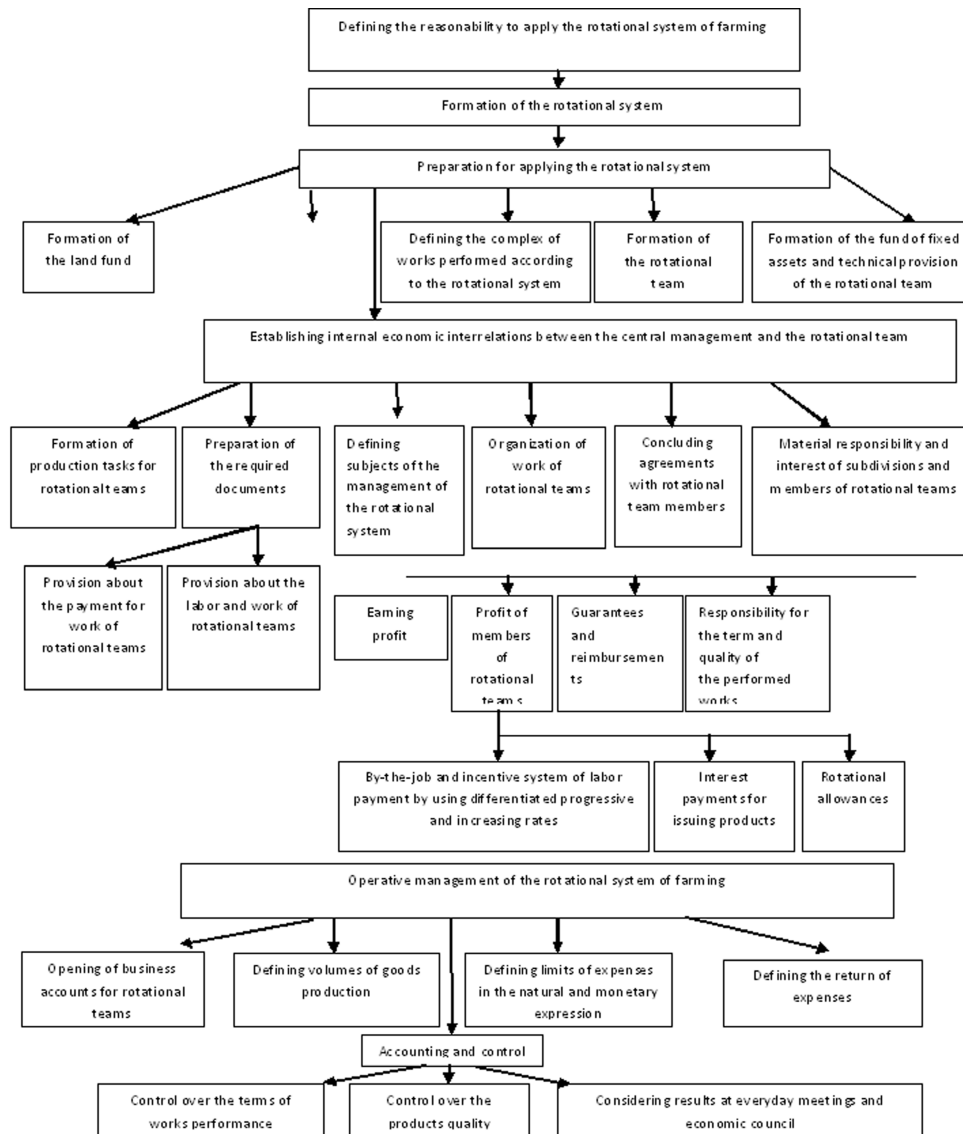 Defining the reasonability to apply the rotational system of farming
Formation of the rotational system
Preparation for applying the rotational system
Formation of
the land fund
Defining the complex of
works performed according
to the rotational system
Formation of
the rotational
team
Formation of the fund of fixed
assets and technical provision
of the rotational team
Establishing internal economic interrelations between the central management and the rotational team
Formation of
production tasks for
rotational teams
Preparation of
the required
documents
Defining
subjects of the
management of
the rotational
system
Organization of
work of
rotational teams
Concluding
agreements
with rotational
team members
Material responsibility and
interest of subdivisions and
members of rotational teams
Provision about
the payment for
work of
rotational teams
Provision about the
labor and work of
rotational teams
Earning
profit
Profit of
members
of
rotational
teams
Guarantees
and
reimbursemen
ts
Responsibility for
the term and
quality of
the performed
works
By-the-job and incentive system of labor
payment by using differentiated progressive
and increasing rates
Interest
payments for
issuing products
Rotational
allowances
Operative management of the rotational system of farming
Opening of business
accounts for rotational
teams
Defining volumes of goods
production
Defining limits of expenses
in the natural and monetary
expression
Defining the return of
expenses
Accounting and control
Control over the terms of
works performance
Control over the
products quality
Considering results at everyday meetings and
economic council